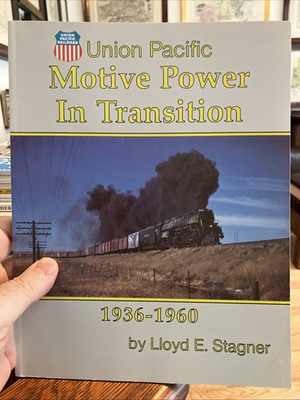 UNION
PACIFIC
RAILROAD
Union Pacific
Motive Power
In Transition
1936-1960
by Lloyd E. Stagner